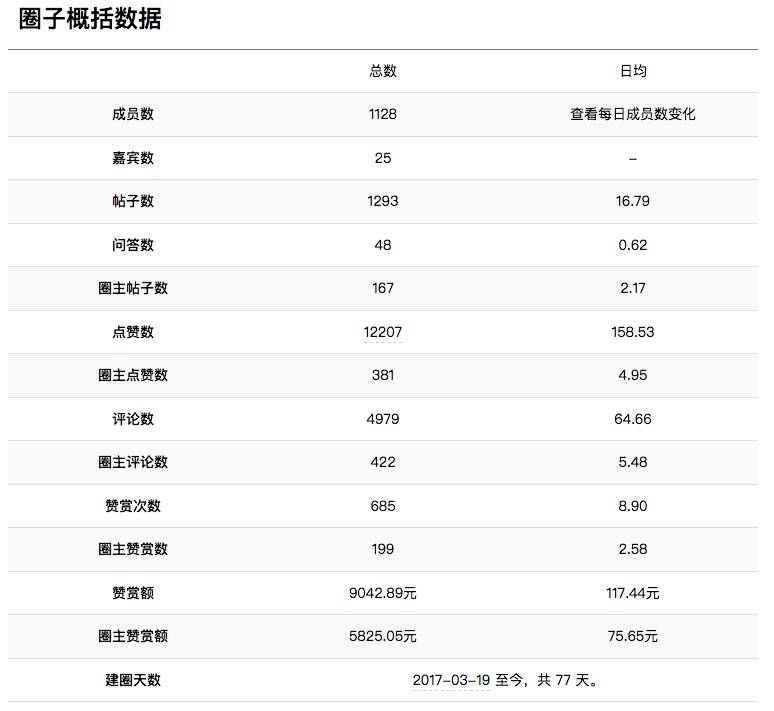 圈子概括数据
总数 日均
成员数 1128 查看每日成员数变化
嘉宾数 25 –
帖子数 1293 16.79
问答数 48 0.62
圈主帖子数 167 2.17
点赞数 12207 158.53
圈主点赞数 381 4.95
评论数 4979 64.66
圈主评论数 422 5.48
赞赏次数 685 8.90
圈主赞赏数 199 2.58
赞赏额 9042.89元 117.44元
圈主赞赏额 5825.05元 75.65元
建圈天数 2017–03–19 至今，共 77 天。